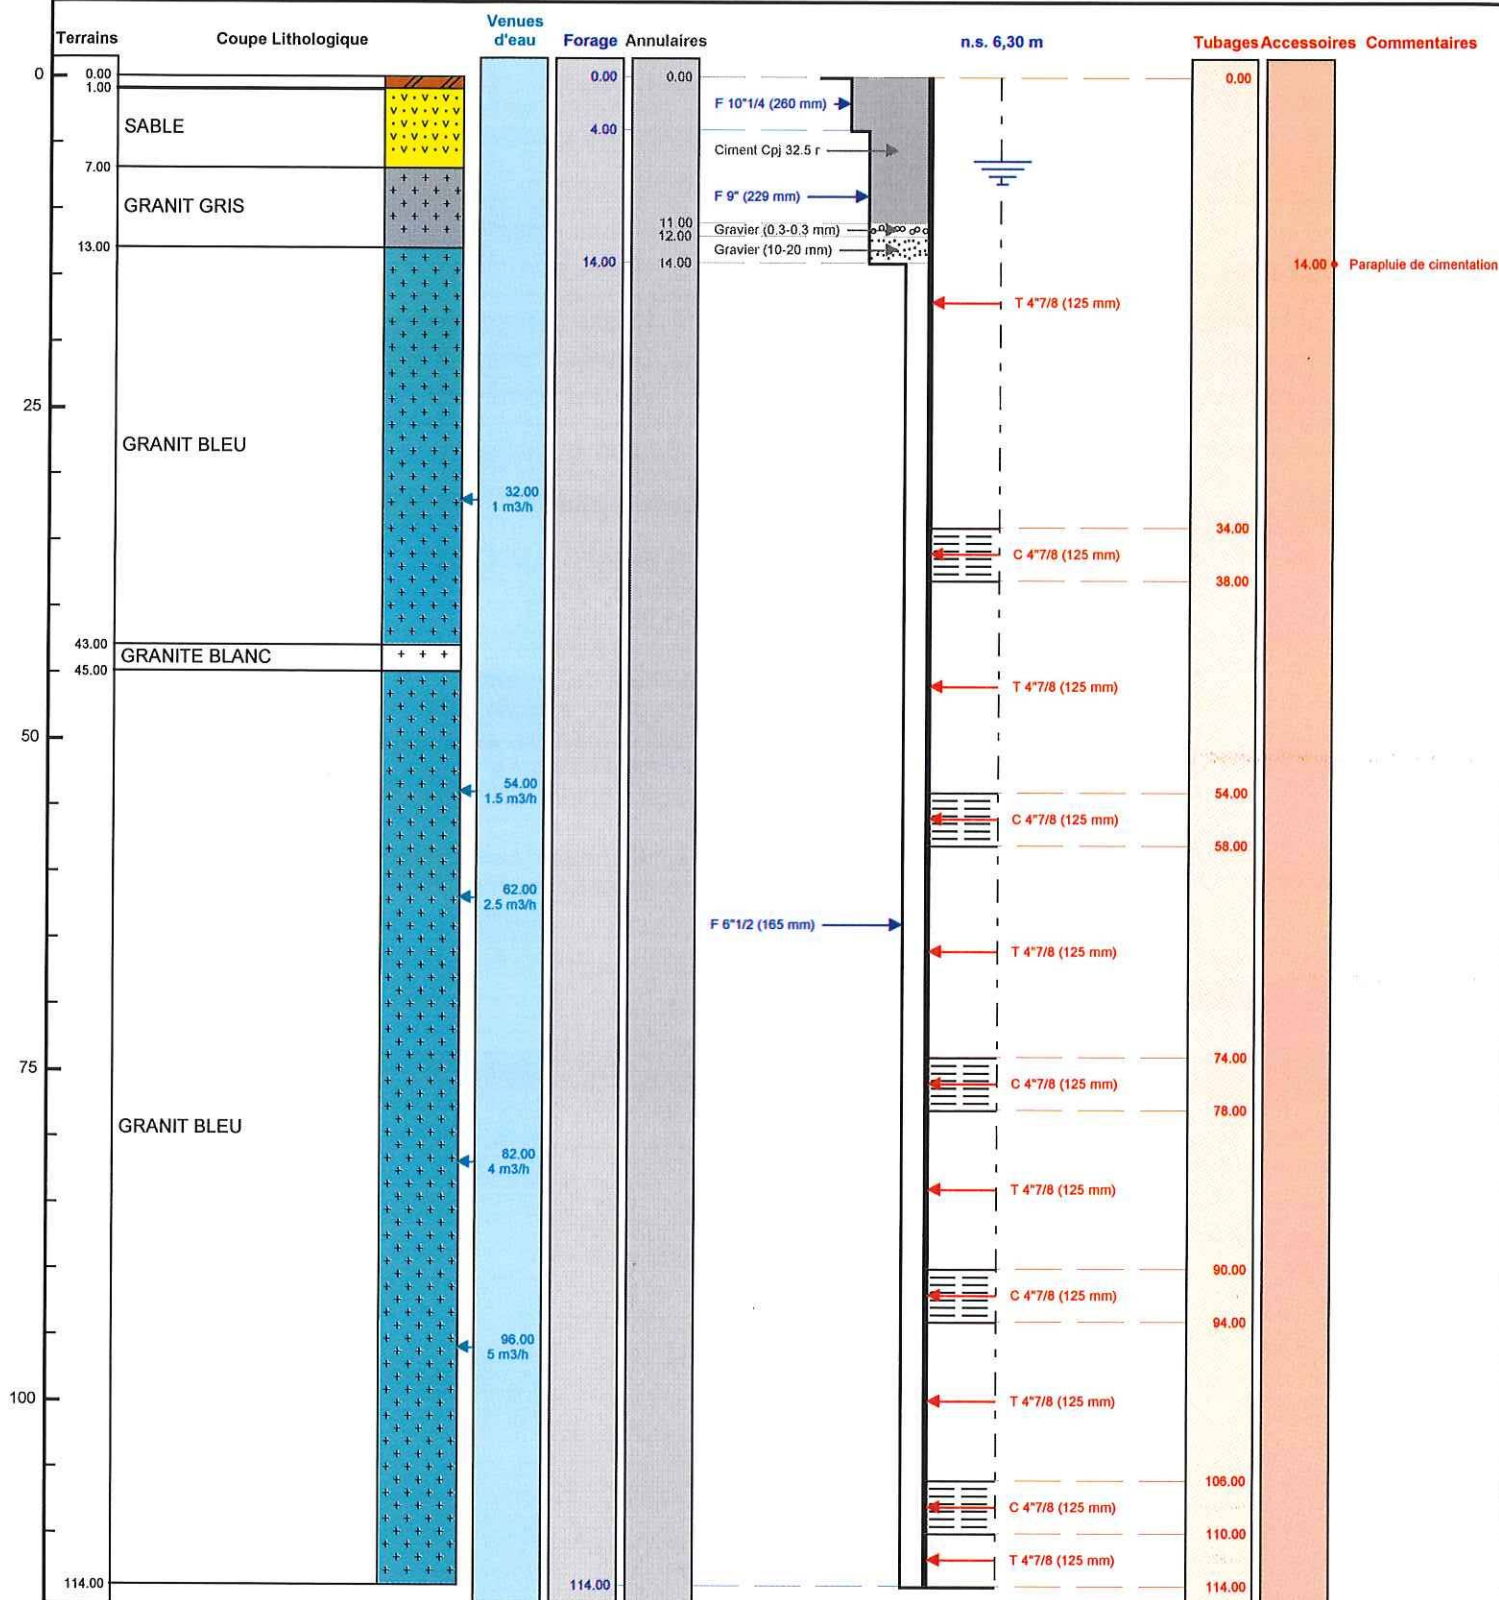 Venues
d'eau
Terrains
Coupe Lithologique
Forage
Annulaires
n.s. 6,30 m
Tubages
Accessoires
Commentaires
0
0.00
0.00
0.00
0.00
1.00
F 10"1/4 (260 mm)
SABLE
4.00
Ciment Cpj 32.5 r
7.00
F 9" (229 mm)
GRANIT GRIS
11.00
Gravier (0.3-0.3 mm)
12.00
13.00
Gravier (10-20 mm)
14.00
14.00
14.00
Parapluie de cimentation
T 4"7/8 (125 mm)
25
GRANIT BLEU
32.00
1 m3/h
34.00
C 4"7/8 (125 mm)
38.00
43.00
GRANITE BLANC
45.00
T 4"7/8 (125 mm)
50
54.00
1.5 m3/h
54.00
C 4"7/8 (125 mm)
58.00
62.00
2.5 m3/h
F 6"1/2 (165 mm)
T 4"7/8 (125 mm)
75
74.00
C 4"7/8 (125 mm)
78.00
GRANIT BLEU
82.00
4 m3/h
T 4"7/8 (125 mm)
90.00
C 4"7/8 (125 mm)
94.00
96.00
5 m3/h
100
T 4"7/8 (125 mm)
106.00
C 4"7/8 (125 mm)
110.00
T 4"7/8 (125 mm)
114.00
114.00
114.00